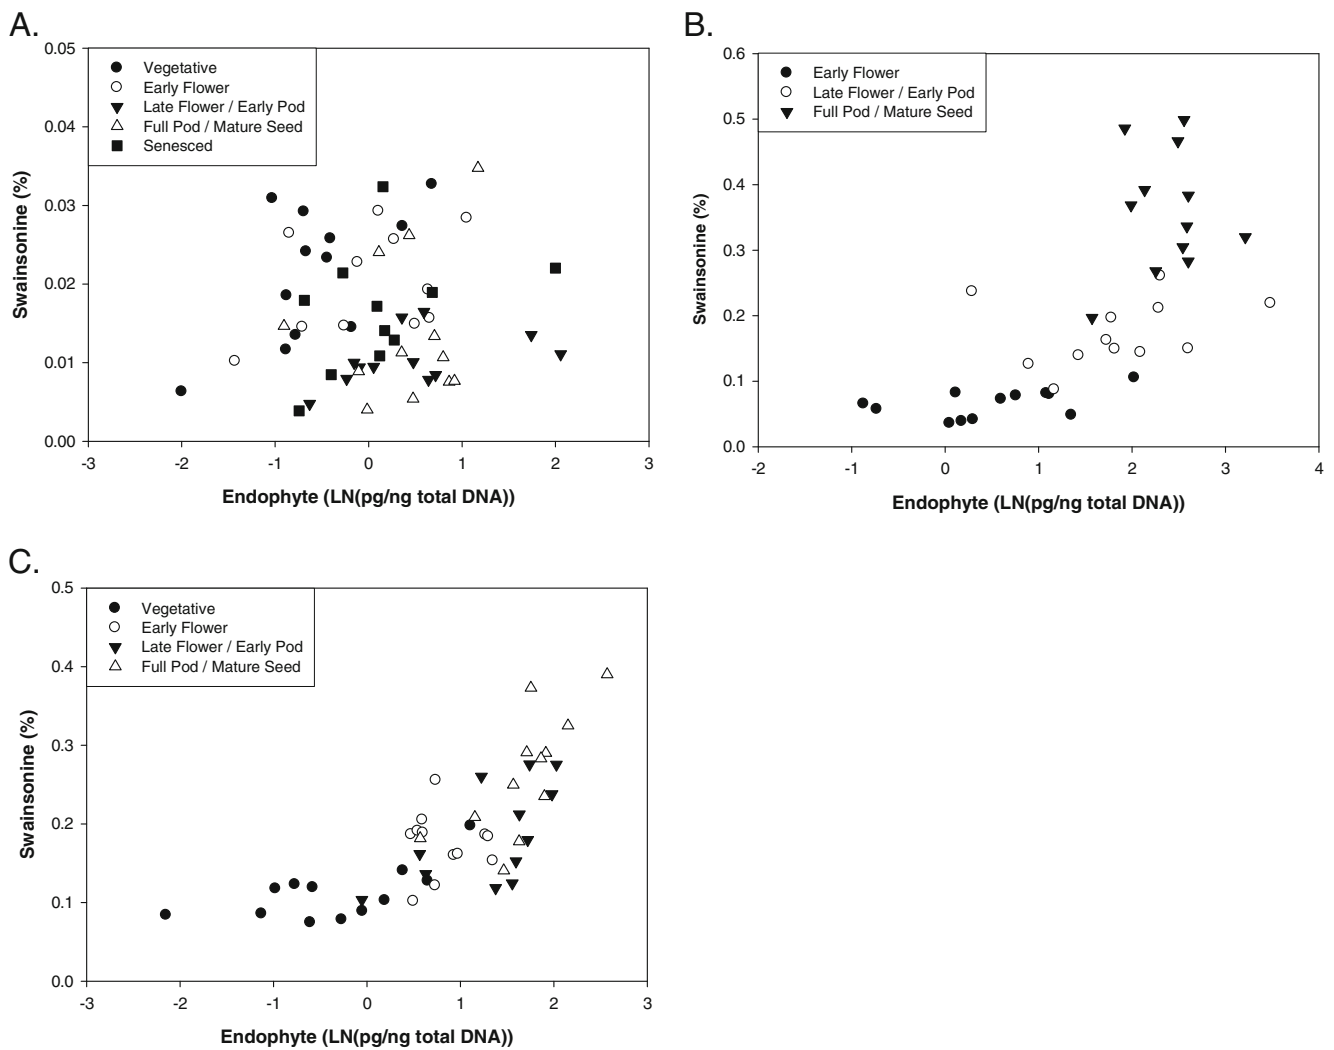 A.
0.05
0.04
0.03
0.02
0.01
0.00
Swainsonine (%)
Vegetative
Early Flower
Late Flower / Early Pod
Full Pod / Mature Seed
Senesced
-3 -2 -1 0 1 2 3
Endophyte (LN(pg/ng total DNA))
B.
0.6
0.5
0.4
0.3
0.2
0.1
0.0
Swainsonine (%)
Early Flower
Late Flower / Early Pod
Full Pod / Mature Seed
-2 -1 0 1 2 3 4
Endophyte (LN(pg/ng total DNA))
C.
0.5
0.4
0.3
0.2
0.1
0.0
Swainsonine (%)
Vegetative
Early Flower
Late Flower / Early Pod
Full Pod / Mature Seed
-3 -2 -1 0 1 2 3
Endophyte (LN(pg/ng total DNA))